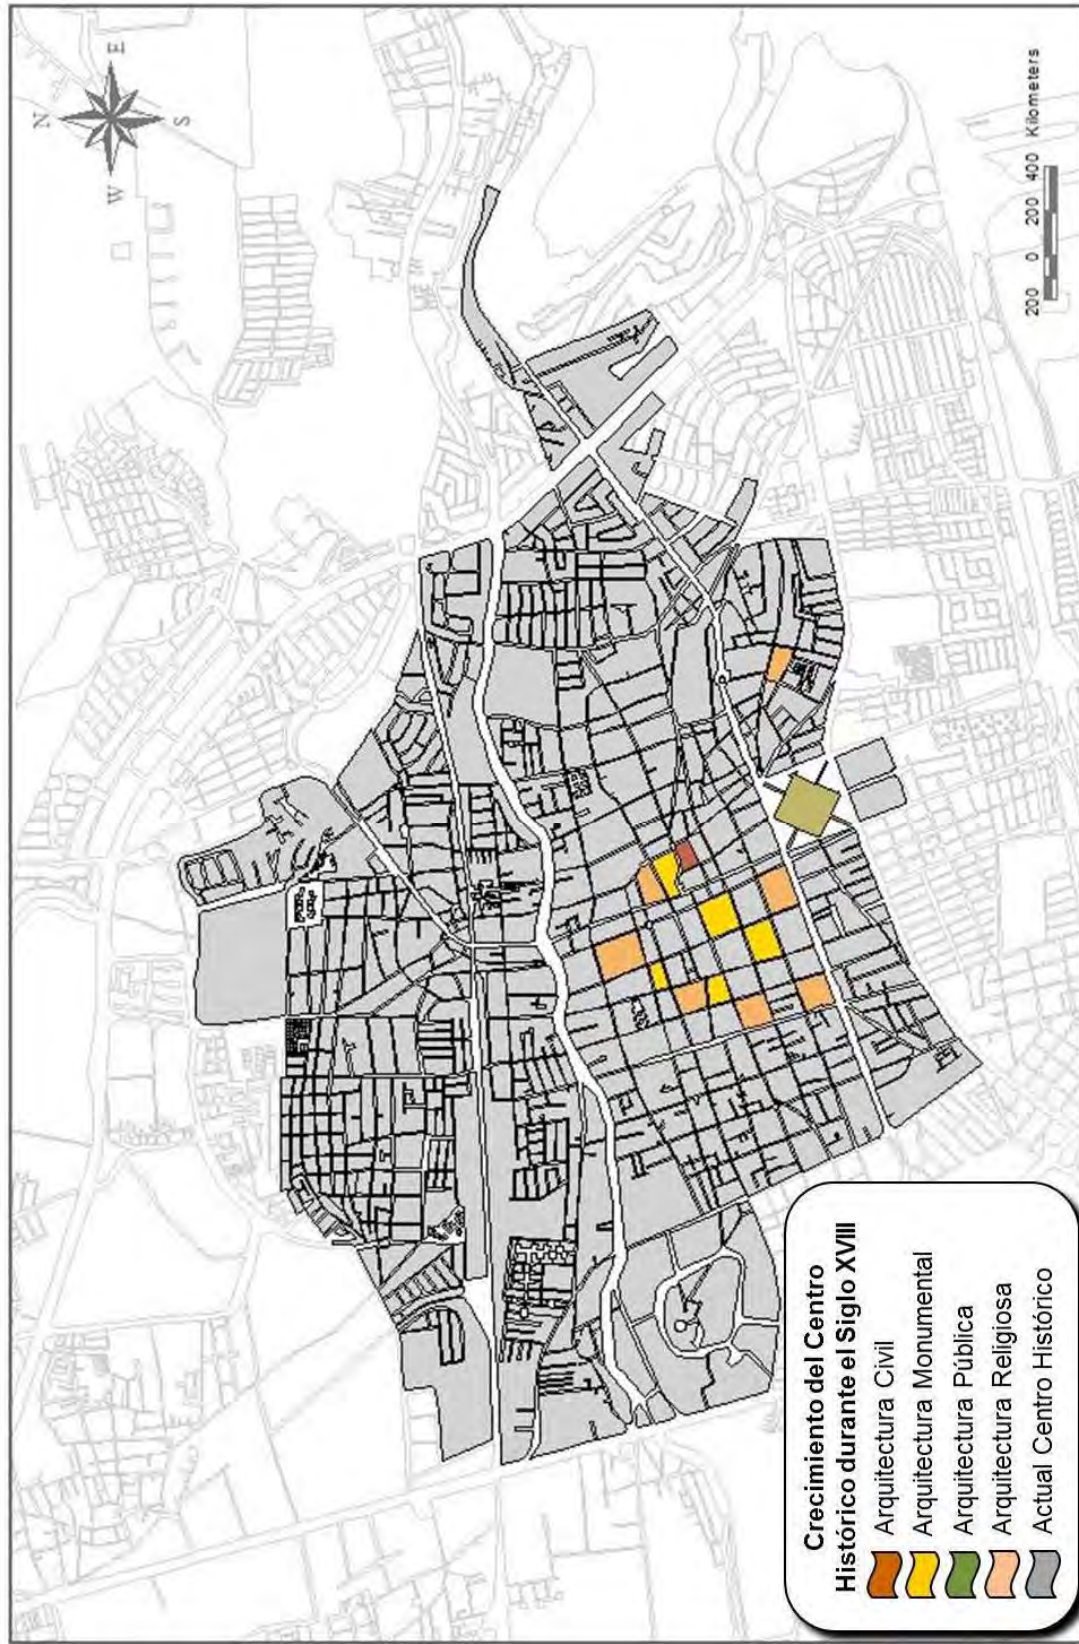 N
E
W
S
200 0 200 400 Kilometers
Crecimiento del Centro
Histórico durante el Siglo XVIII
Arquitectura Civil
Arquitectura Monumental
Arquitectura Pública
Arquitectura Religiosa
Actual Centro Histórico